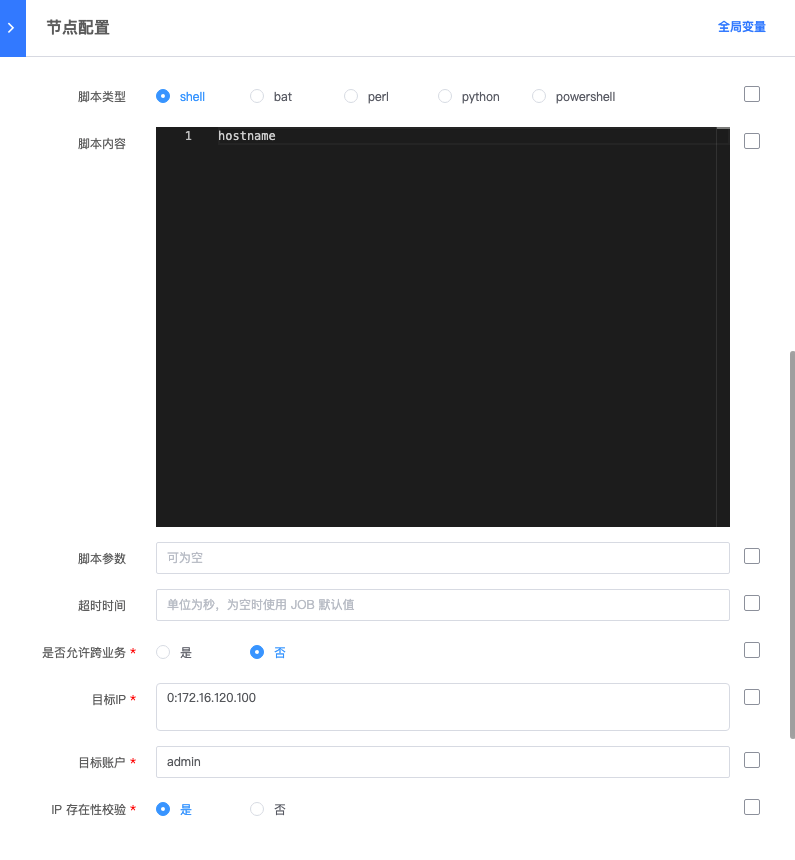 节点配置
全局变量
脚本类型 shell bat perl python powershell
脚本内容 1 hostname
脚本参数 可为空
超时时间 单位为秒，为空时使用 JOB 默认值
是否允许跨业务 * 是 否
目标IP * 0:172.16.120.100
目标账户 * admin
IP 存在性校验 * 是 否